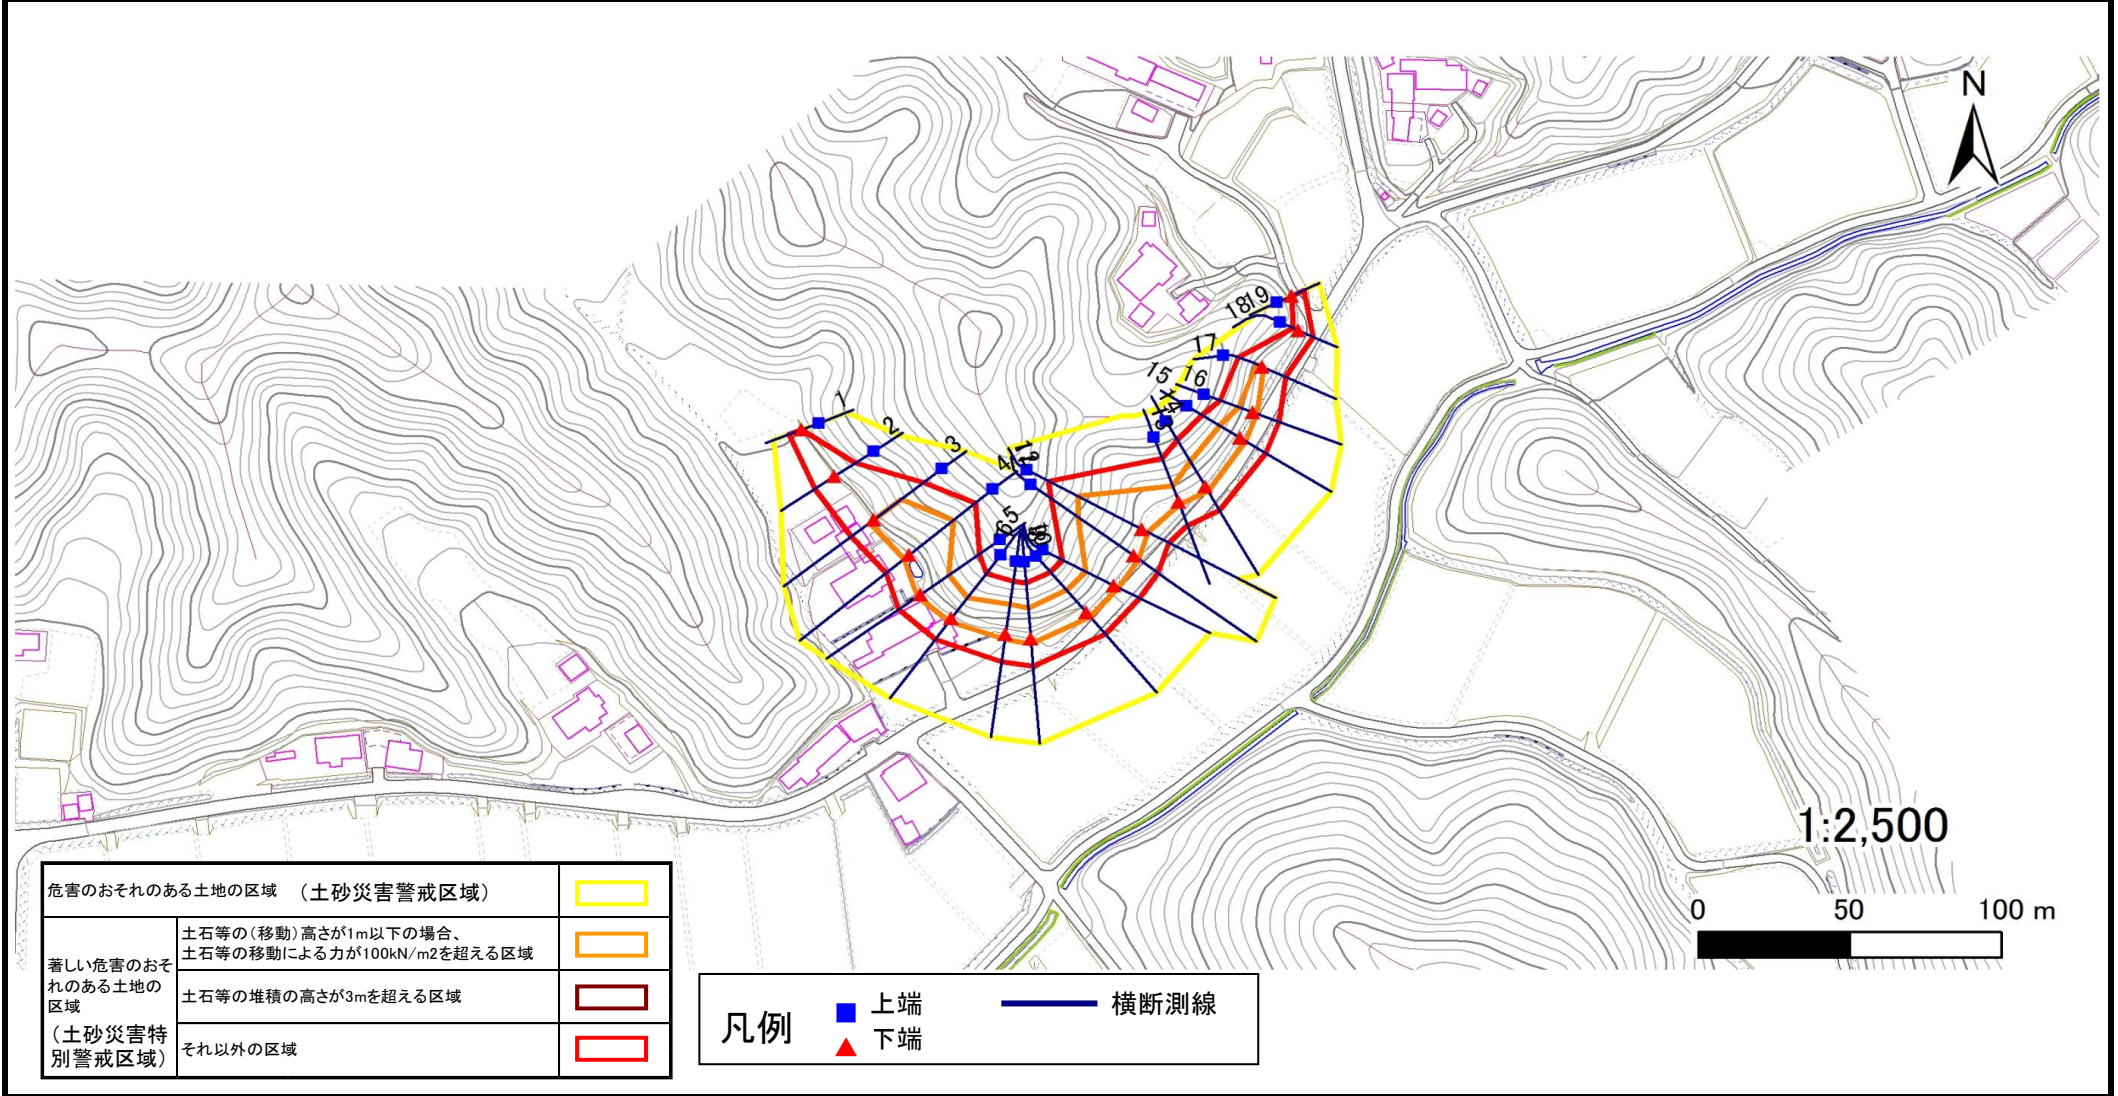 N
19
18
17
16
15
1
2
3
4
5
6
1:2,500
0 50 100 m
危害のおそれのある土地の区域 （土砂災害警戒区域）
著しい危害のおそ
れのある土地の
区域
（土砂災害特
別警戒区域）
土石等の（移動）高さが1m以下の場合、
土石等の移動による力が100kN/m2を超える区域
土石等の堆積の高さが3mを超える区域
それ以外の区域
凡例
上端
下端
横断測線